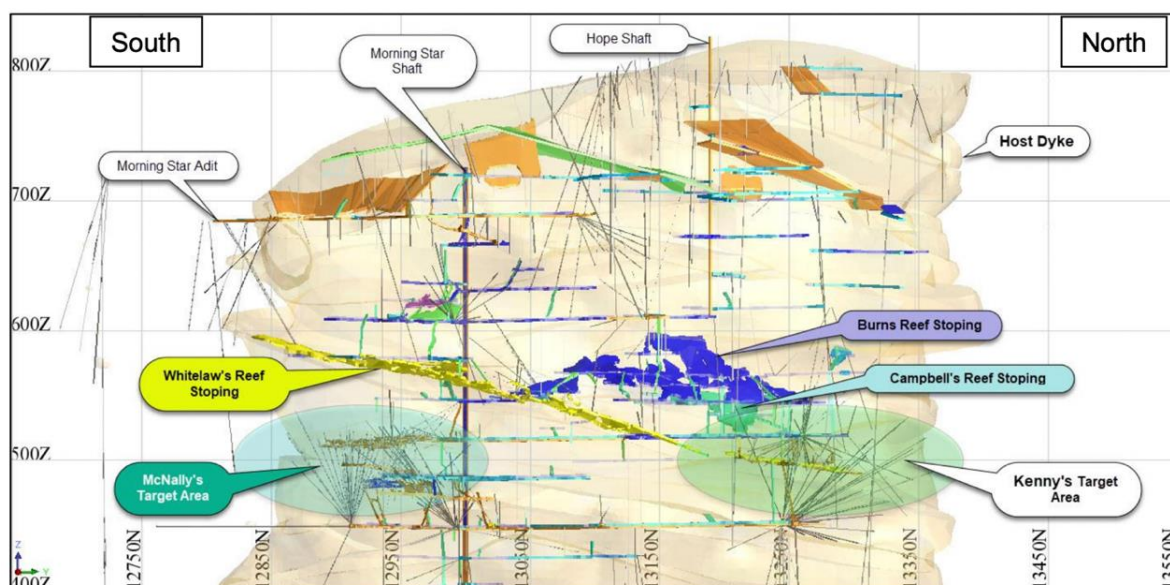 South
North
Hope Shaft
Morning Star
Shaft
Morning Star Adit
Host Dyke
800Z
700Z
600Z
500Z
400Z
Burns Reef Stoping
Campbell's Reef Stoping
Whitelaw's Reef
Stoping
McNally's
Target Area
Kenny's Target
Area
12750N
12850N
12950N
13050N
13150N
13250N
13350N
13450N
13550N
Z
Y